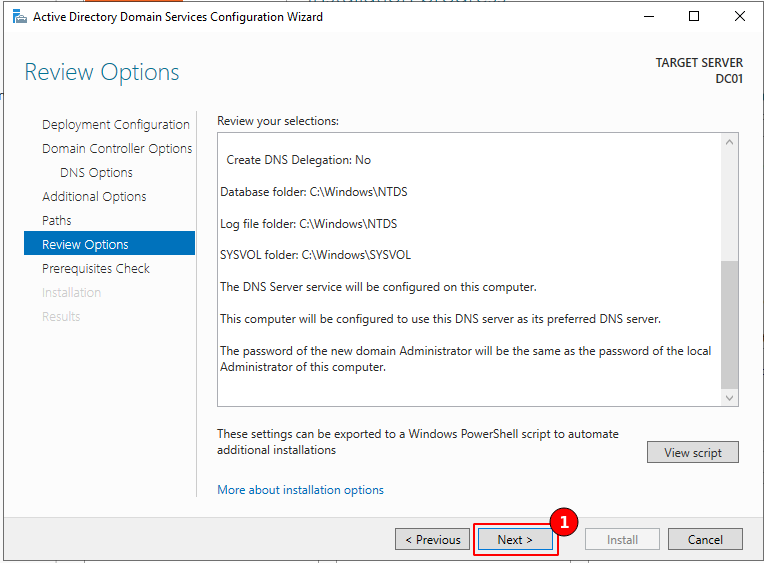 Active Directory Domain Services Configuration Wizard
Review Options
TARGET SERVER
DC01
Deployment Configuration
Domain Controller Options
DNS Options
Additional Options
Paths
Review Options
Prerequisites Check
Installation
Results
Review your selections:
Create DNS Delegation: No
Database folder: C:\Windows\NTDS
Log file folder: C:\Windows\NTDS
SYSVOL folder: C:\Windows\SYSVOL
The DNS Server service will be configured on this computer.
This computer will be configured to use this DNS server as its preferred DNS server.
The password of the new domain Administrator will be the same as the password of the local
Administrator of this computer.
These settings can be exported to a Windows PowerShell script to automate
additional installations
View script
More about installation options
< Previous
Next >
1
Install
Cancel